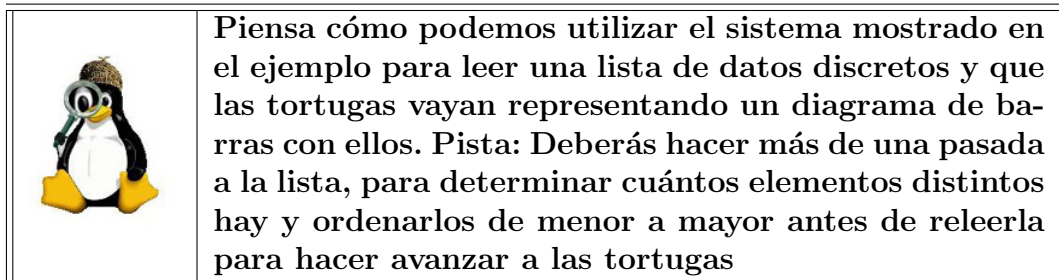 Piensa cómo podemos utilizar el sistema mostrado en
el ejemplo para leer una lista de datos discretos y que
las tortugas vayan representando un diagrama de ba-
rras con ellos. Pista: Deberás hacer más de una pasada
a la lista, para determinar cuántos elementos distintos
hay y ordenarlos de menor a mayor antes de releerla
para hacer avanzar a las tortugas